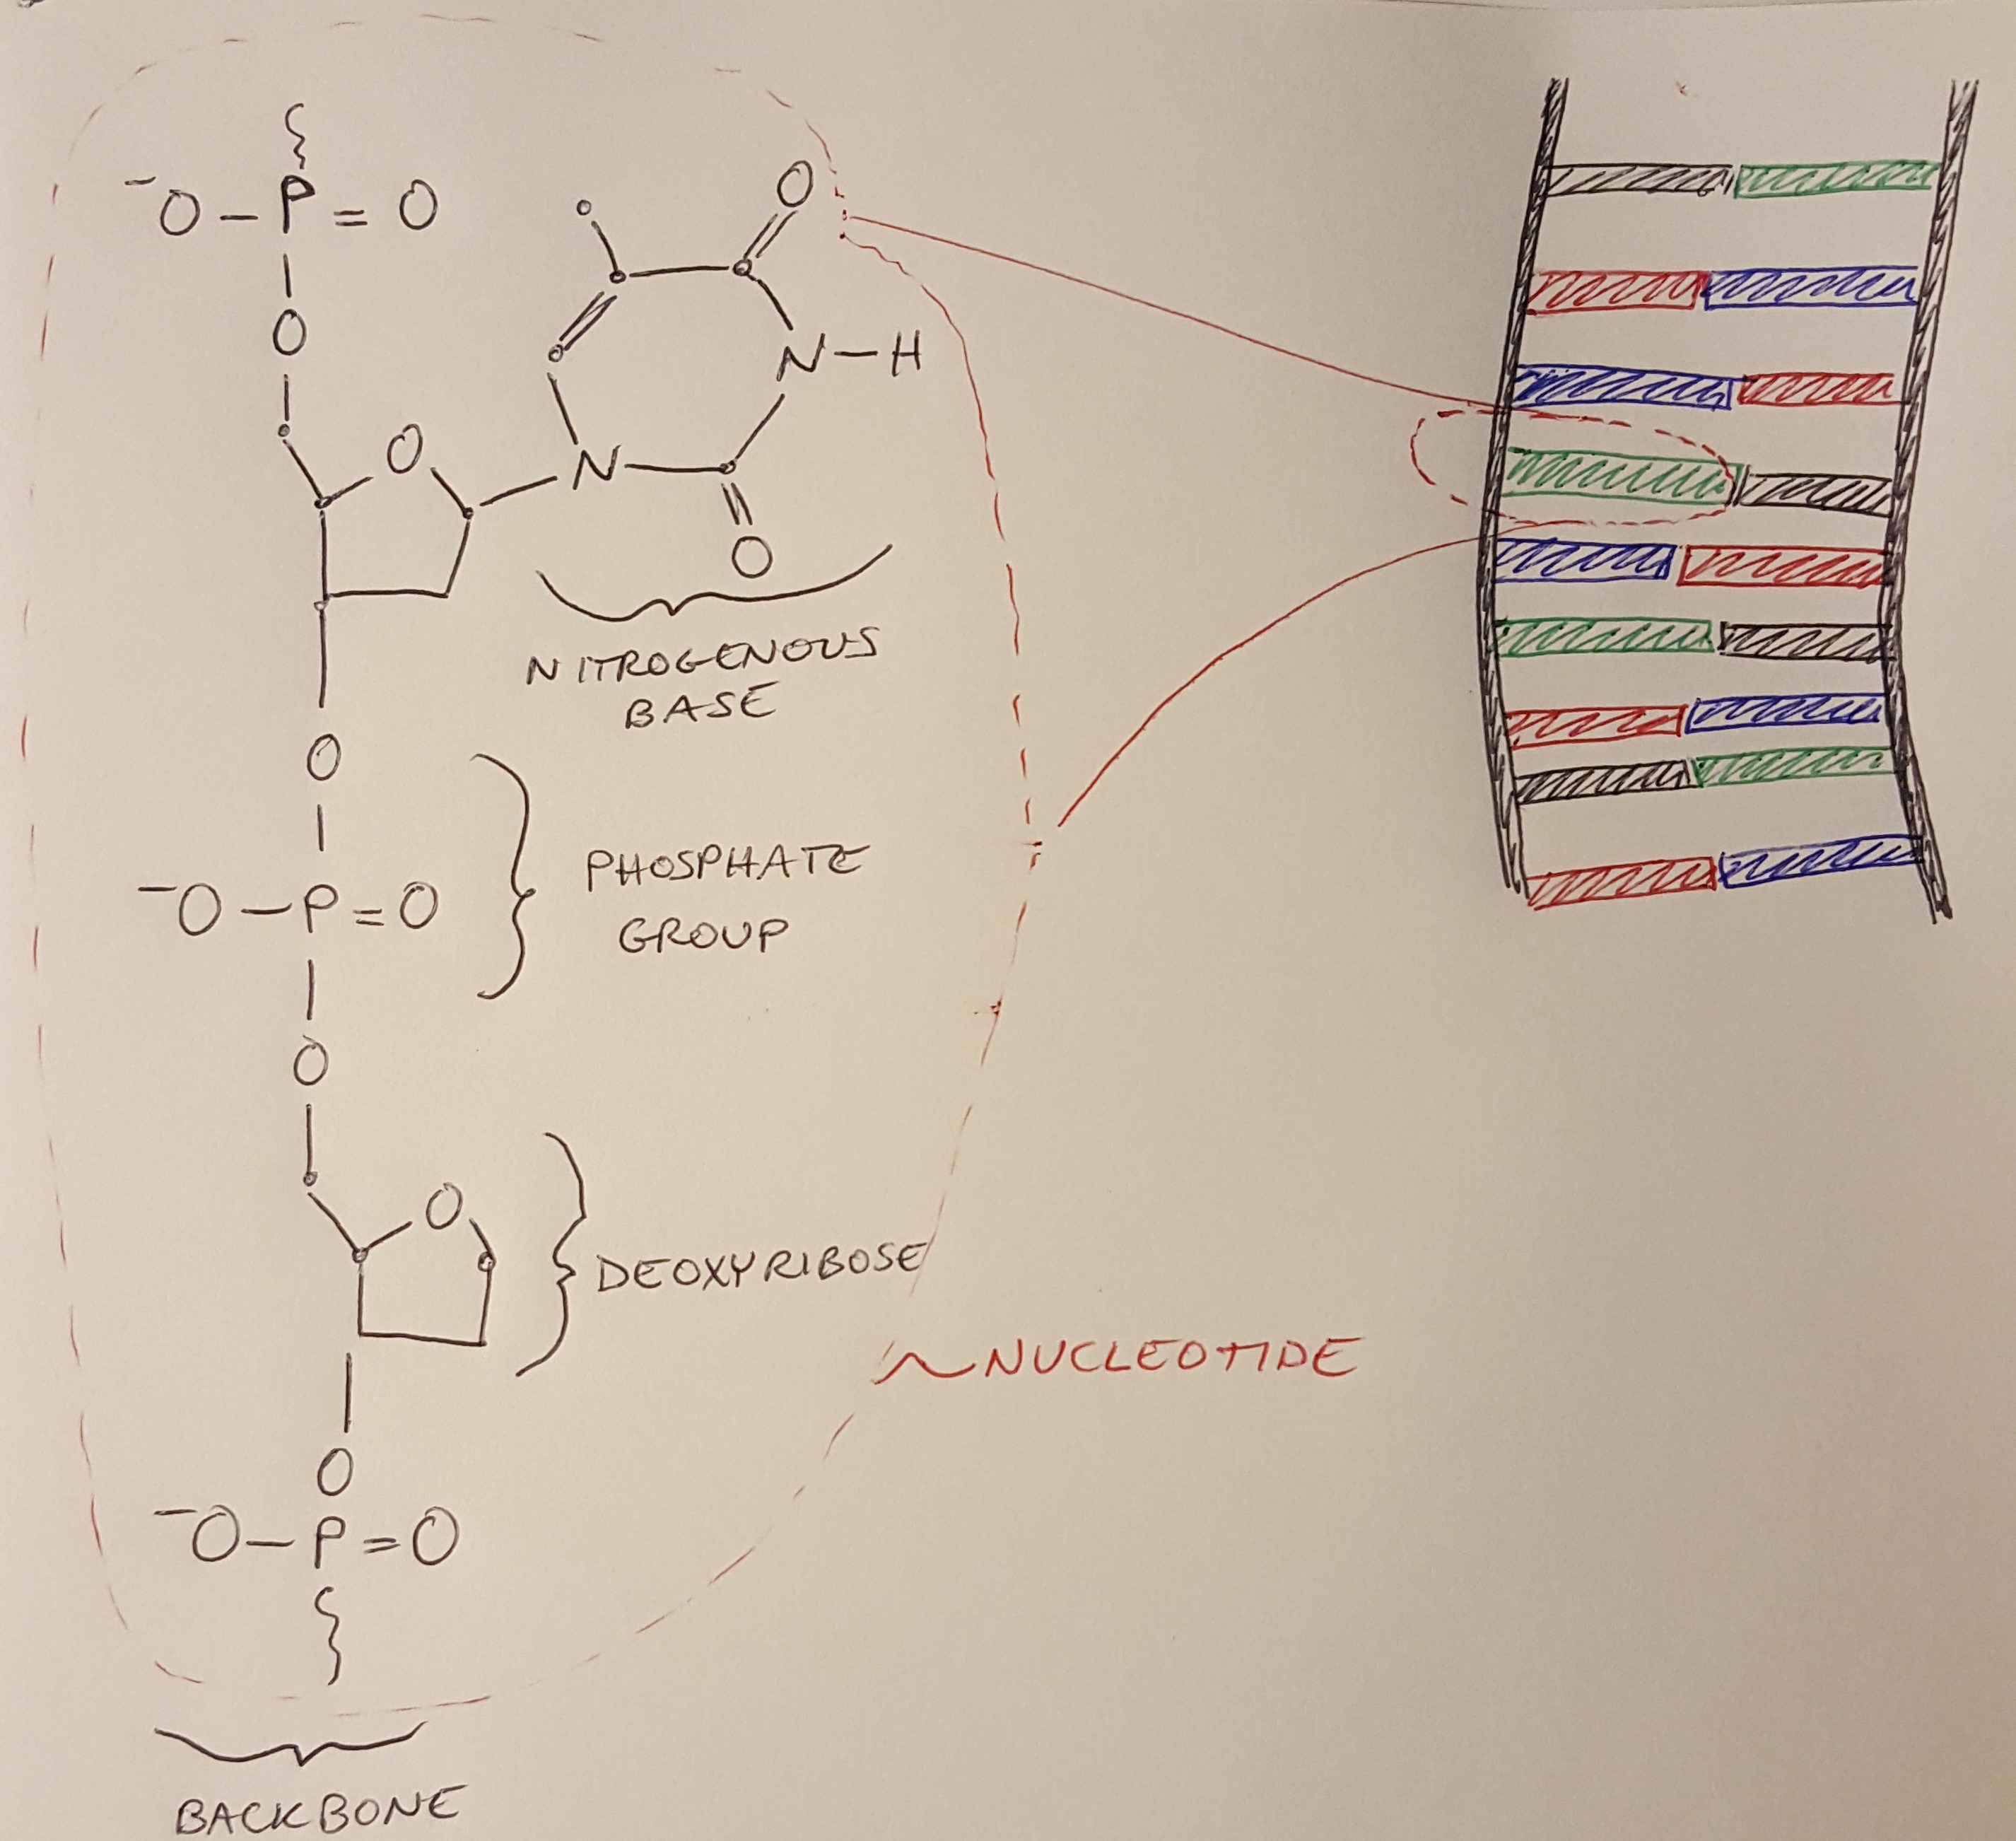 P
⁻O – P = O
O
O
N – H
O
N
O
NITROGENOUS
BASE
O
PHOSPHATE
GROUP
⁻O – P = O
O
O
DEOXYRIBOSE
NUCLEOTIDE
O
⁻O – P = O
BACKBONE